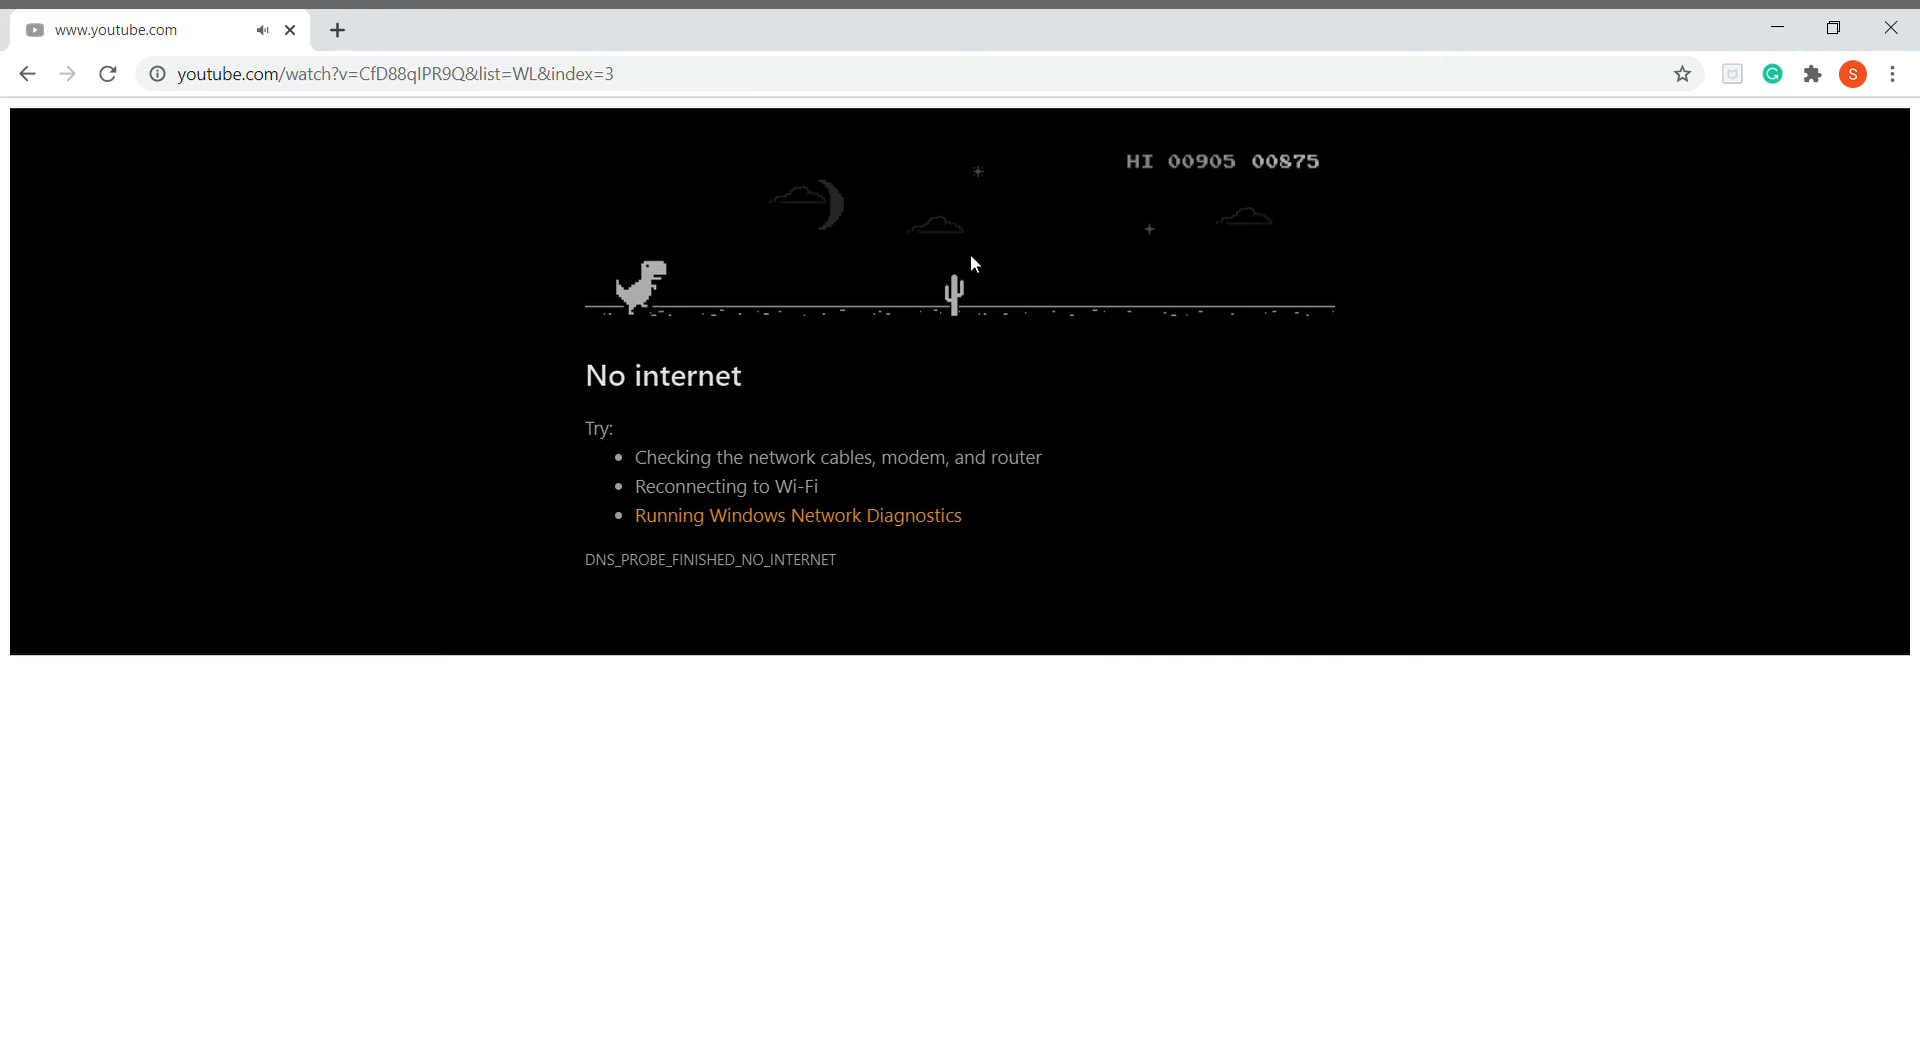 www.youtube.com
youtube.com/watch?v=CfD88qIPR9Q&list=WL&index=3
G
S
HI 00905 00875
No internet
Try:
Checking the network cables, modem, and router
Reconnecting to Wi-Fi
Running Windows Network Diagnostics
DNS_PROBE_FINISHED_NO_INTERNET